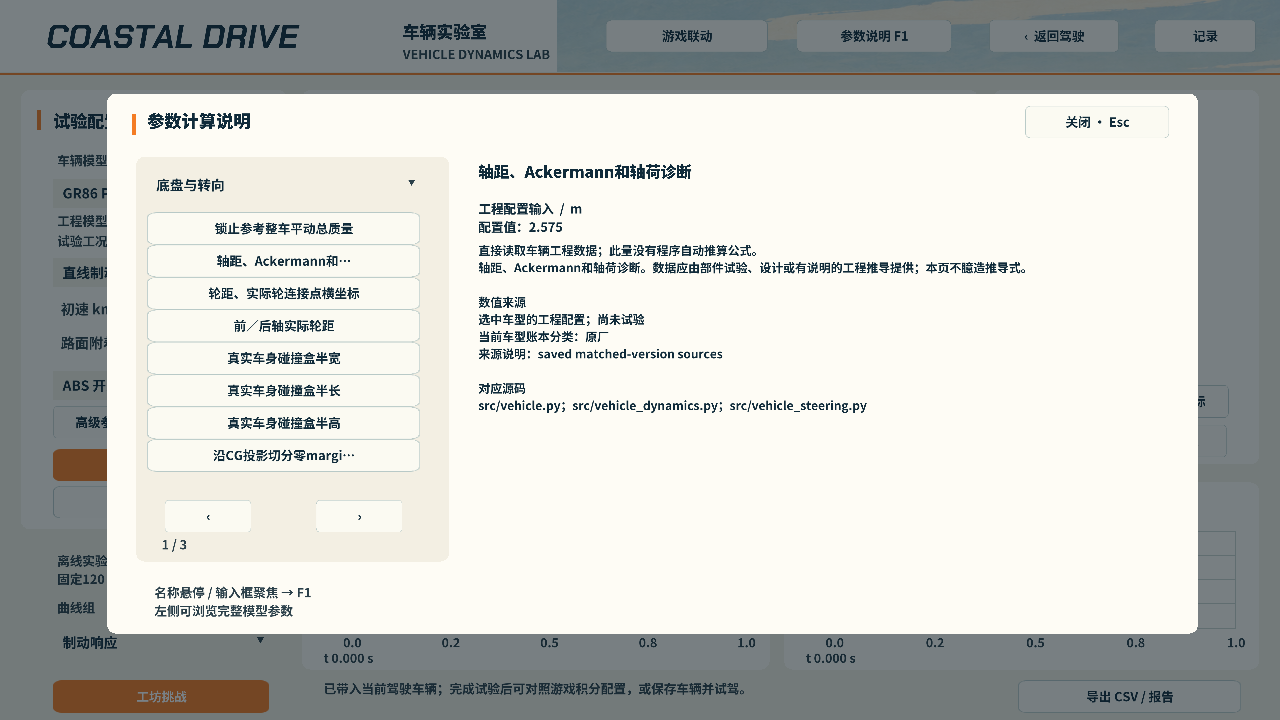 COASTAL DRIVE
车辆实验室
VEHICLE DYNAMICS LAB
游戏联动
参数说明 F1
‹ 返回驾驶
记录
试验配
车辆模型
GR86
工程模型
试验工况
直线制
初速 km
路面附
ABS 开
高级参
离线实验
固定120
曲线组
制动响应
▼
工坊挑战
参数计算说明
关闭 · Esc
底盘与转向
▼
锁止参考整车平动总质量
轴距、Ackermann和…
轮距、实际轮连接点横坐标
前／后轴实际轮距
真实车身碰撞盒半宽
真实车身碰撞盒半长
真实车身碰撞盒半高
沿CG投影切分零margi…
‹
›
1 / 3
名称悬停 / 输入框聚焦 → F1
左侧可浏览完整模型参数
轴距、Ackermann和轴荷诊断
工程配置输入 / m
配置值：2.575
直接读取车辆工程数据；此量没有程序自动推算公式。
轴距、Ackermann和轴荷诊断。数据应由部件试验、设计或有说明的工程推导提供；本页不臆造推导式。
数值来源
选中车型的工程配置；尚未试验
当前车型账本分类：原厂
来源说明：saved matched-version sources
对应源码
src/vehicle.py；src/vehicle_dynamics.py；src/vehicle_steering.py
0.0 0.2 0.5 0.8 1.0
t 0.000 s
0.0 0.2 0.5 0.8 1.0
t 0.000 s
已带入当前驾驶车辆；完成试验后可对照游戏积分配置，或保存车辆并试驾。
导出 CSV / 报告